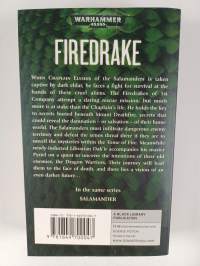 WARHAMMER
40,000
FIREDRAKE
WHEN CHAPLAIN ELYSIUS of the Salamanders is taken
captive by dark eldar, he faces a fight for survival at the
hands of these cruel aliens. The Firedrakes of 1st
Company attempt a daring rescue mission, but much
more is at stake than the Chaplain's life. He holds the
key to secrets buried beneath Mount Deathfire, secrets
that could reveal the damnation – or salvation – of their home
world. The Salamanders must infiltrate dangerous enemy
territory and defeat the xenos threat there if they are to
unveil the mysteries within the Tome of Fire. Meanwhile
newly-inducted Librarian Dak'ir accompanies his master
Pyriel on a quest to uncover the intentions of their old
enemies, the Dragon Warriors. Their journey will lead
them to the face of death, and there lies a vision of an
even darker future...
In the same series
SALAMANDER
A BLACK LIBRARY
PUBLICATION
SCIENCE FICTION